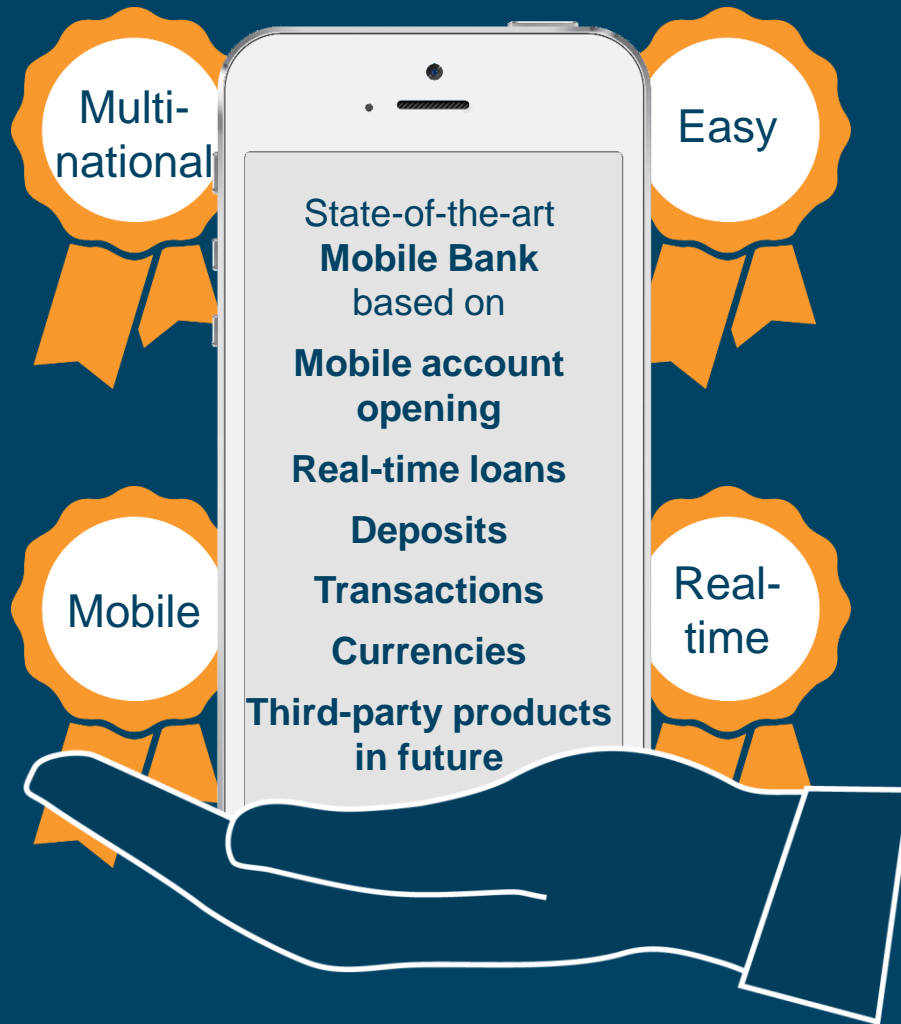 Multi-
national
Easy
State-of-the-art
Mobile Bank
based on
Mobile account
opening
Real-time loans
Deposits
Transactions
Currencies
Third-party products
in future
Mobile
Real-
time